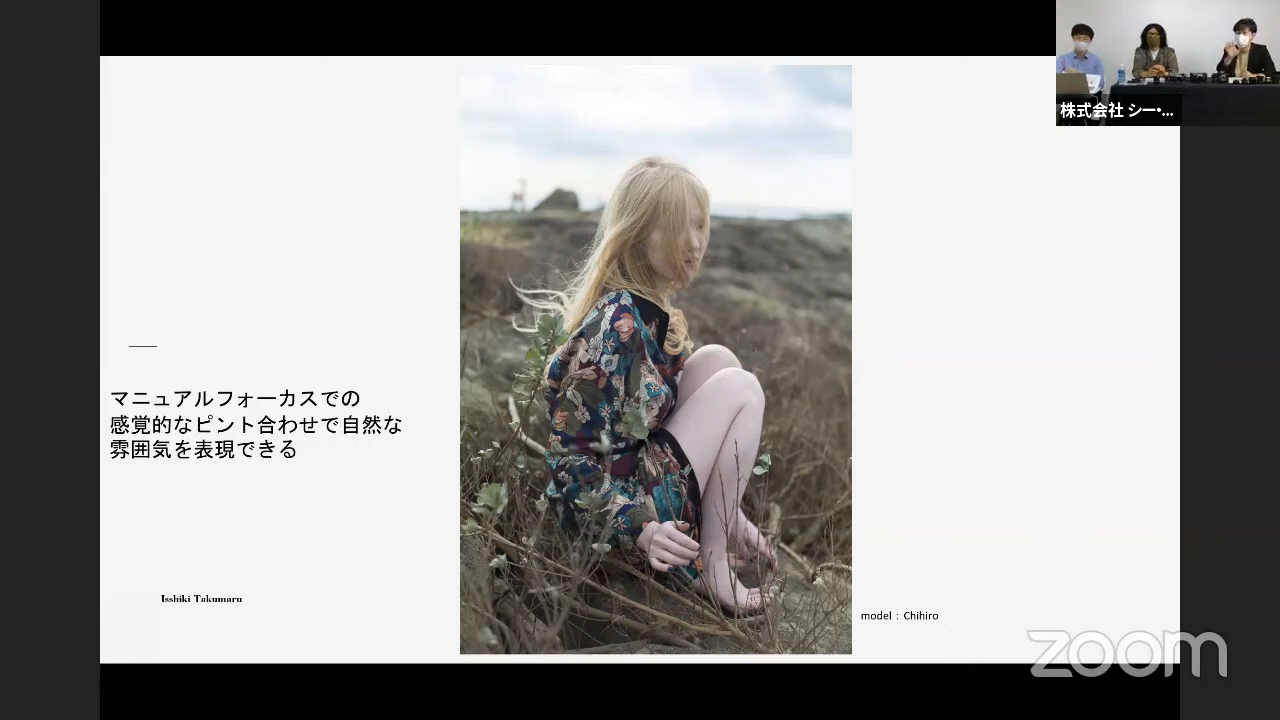 株式会社 シー・...
マニュアルフォーカスでの
感覚的なピント合わせで自然な
雰囲気を表現できる
Isshiki Takumaru
model : Chihiro
zoom